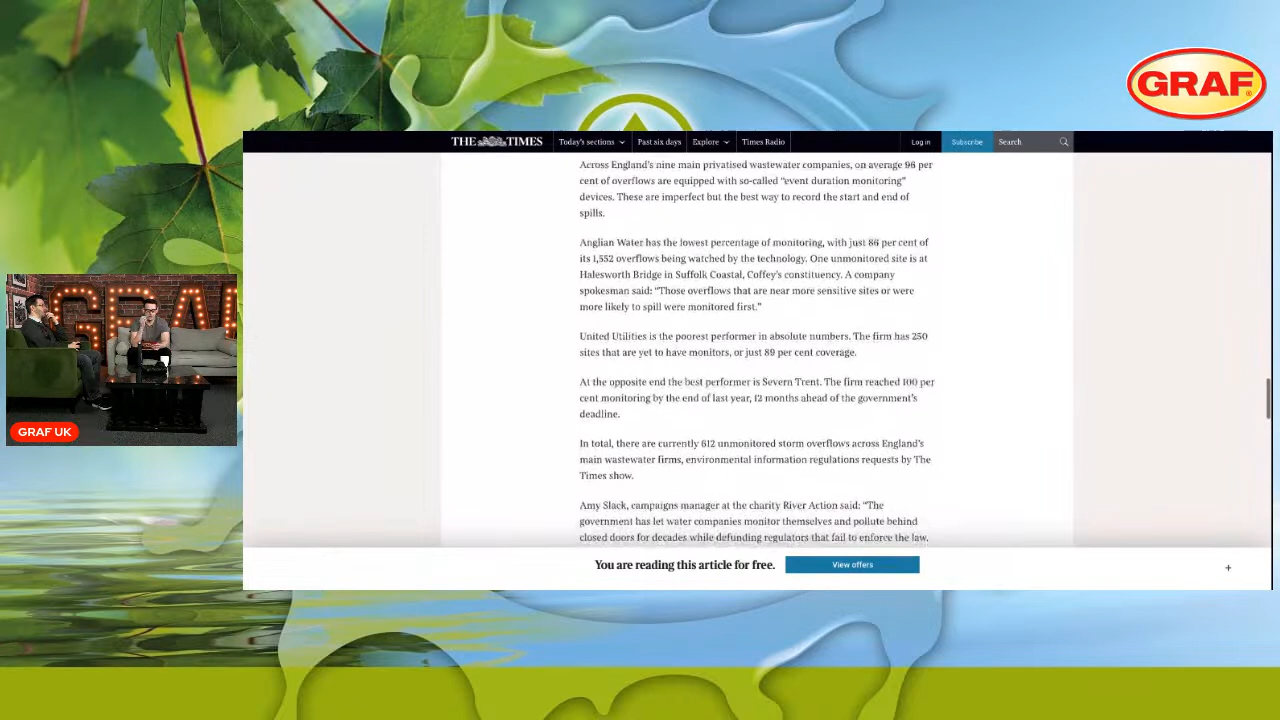 GRAF
THE TIMES
Today's sections
Past six days
Explore
Times Radio
Log in
Subscribe
Search
Across England's nine main privatised wastewater companies, on average 96 per
cent of overflows are equipped with so-called “event duration monitoring”
devices. These are imperfect but the best way to record the start and end of
spills.
Anglian Water has the lowest percentage of monitoring, with just 86 per cent of
its 1,552 overflows being watched by the technology. One unmonitored site is at
Halesworth Bridge in Suffolk Coastal, Coffey's constituency. A company
spokesman said: “Those overflows that are near more sensitive sites or were
more likely to spill were monitored first.”
United Utilities is the poorest performer in absolute numbers. The firm has 250
sites that are yet to have monitors, or just 89 per cent coverage.
At the opposite end the best performer is Severn Trent. The firm reached 100 per
cent monitoring by the end of last year, 12 months ahead of the government's
deadline.
In total, there are currently 612 unmonitored storm overflows across England's
main wastewater firms, environmental information regulations requests by The
Times show.
Amy Slack, campaigns manager at the charity River Action said: “The
government has let water companies monitor themselves and pollute behind
closed doors for decades while defunding regulators that fail to enforce the law.
You are reading this article for free.
View offers
GRAF
GRAF UK